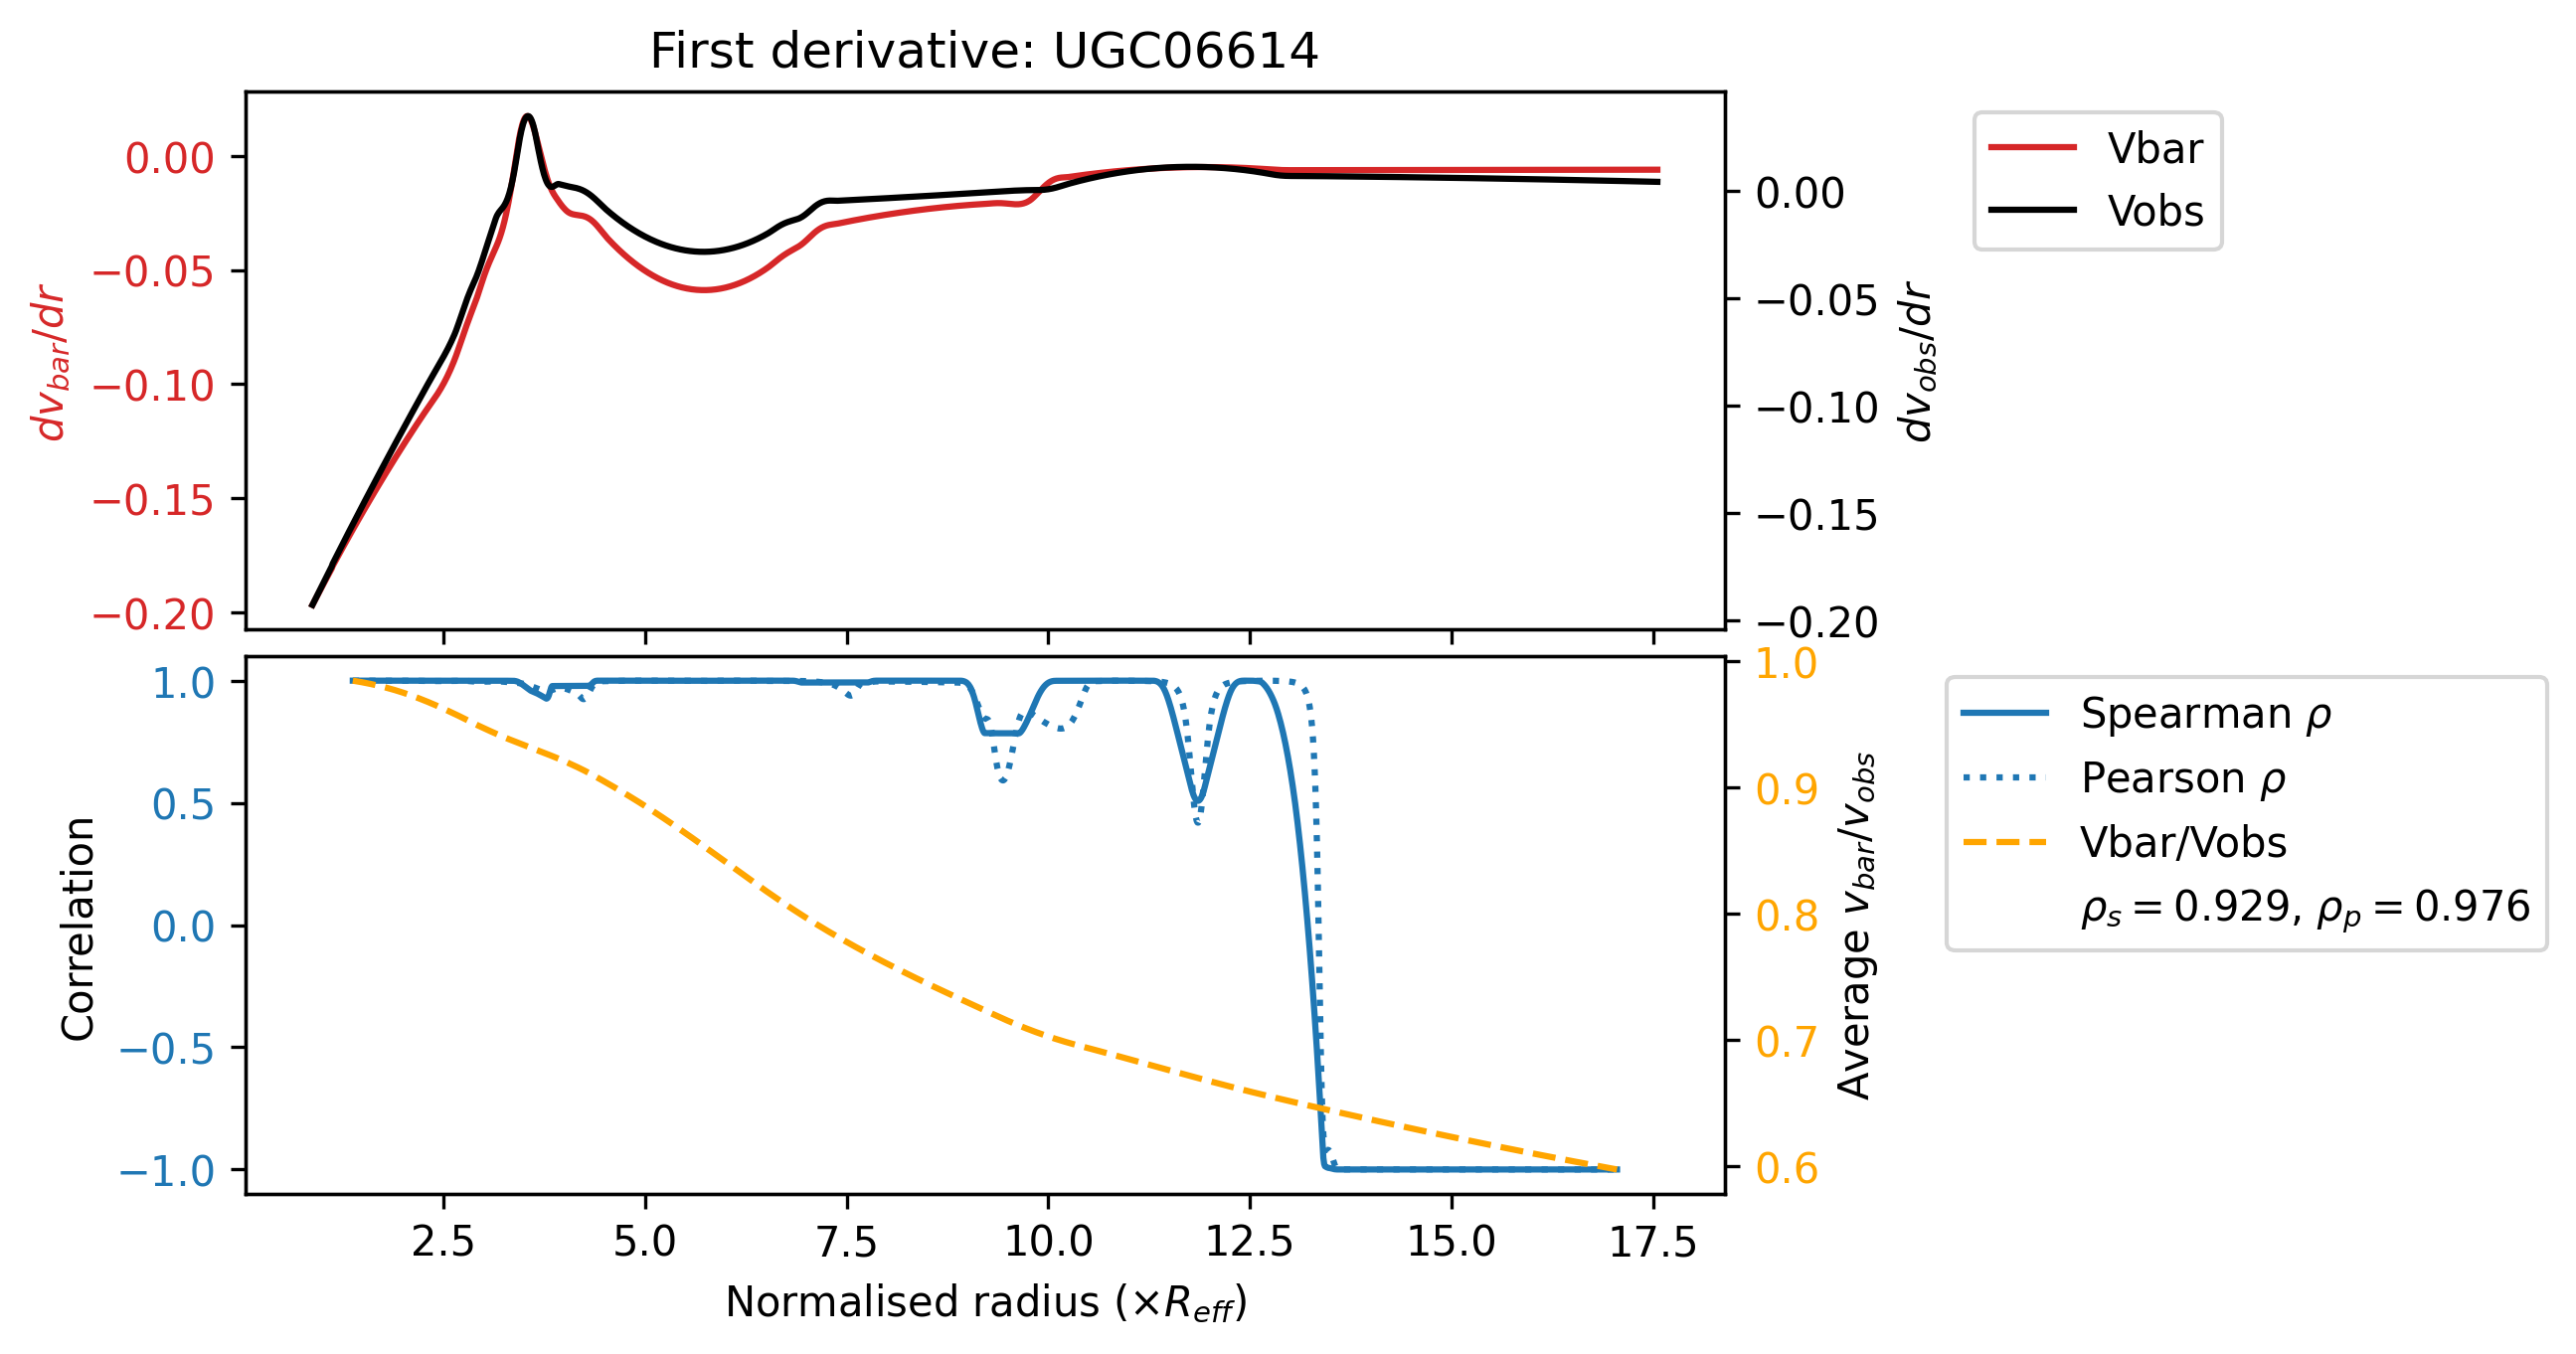 First derivative: UGC06614
0.00
−0.05
−0.10
−0.15
−0.20
dv_bar/dr
0.00
−0.05
−0.10
−0.15
−0.20
dv_obs/dr
Vbar
Vobs
1.0
0.5
0.0
−0.5
−1.0
Correlation
1.0
0.9
0.8
0.7
0.6
Average v_bar/v_obs
Spearman ρ
Pearson ρ
Vbar/Vobs
ρ_s = 0.929, ρ_p = 0.976
2.5 5.0 7.5 10.0 12.5 15.0 17.5
Normalised radius (×R_eff)